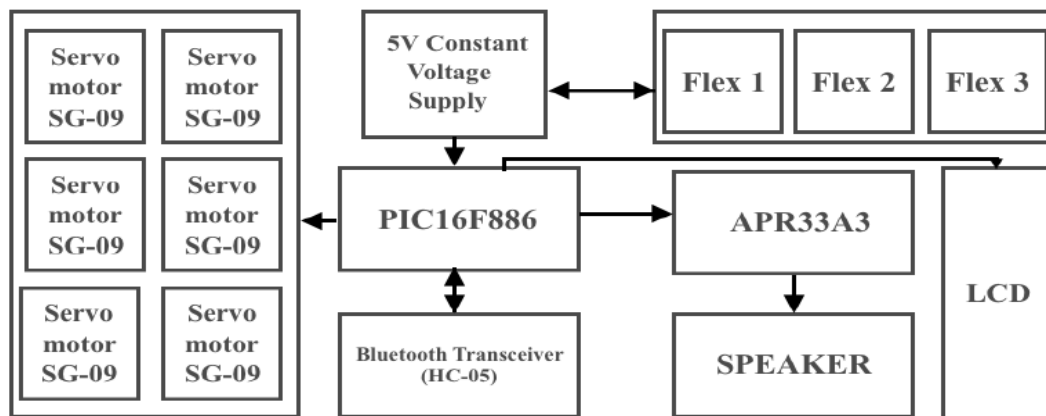 Servo
motor
SG-09
Servo
motor
SG-09
Servo
motor
SG-09
Servo
motor
SG-09
Servo
motor
SG-09
Servo
motor
SG-09
5V Constant
Voltage
Supply
Flex 1
Flex 2
Flex 3
PIC16F886
APR33A3
LCD
Bluetooth Transceiver
(HC-05)
SPEAKER